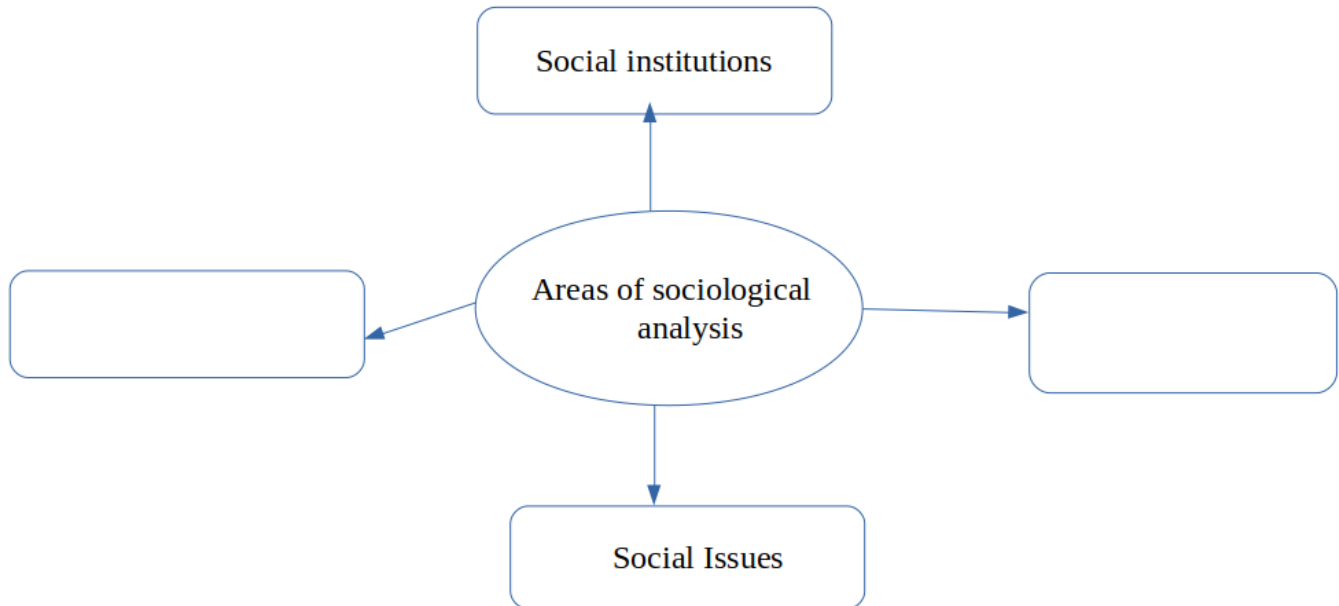 Social institutions
Areas of sociological
analysis
Social Issues